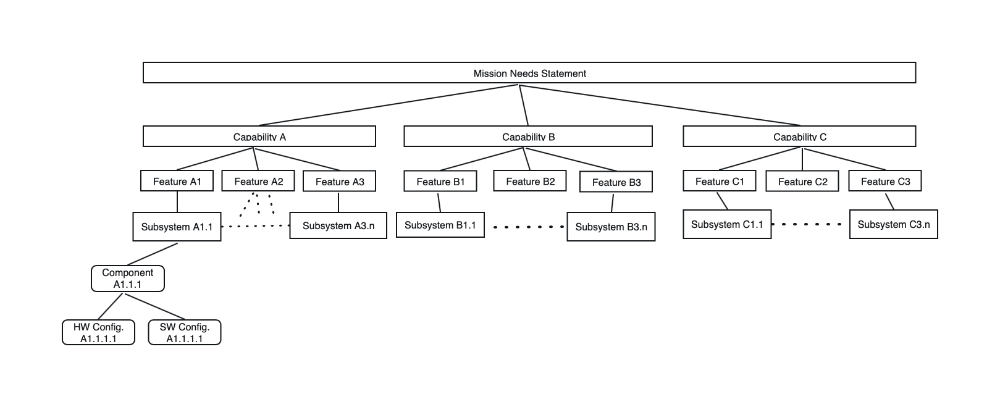 Mission Needs Statement
Capability A
Capability B
Capability C
Feature A1
Feature A2
Feature A3
Feature B1
Feature B2
Feature B3
Feature C1
Feature C2
Feature C3
Subsystem A1.1
Subsystem A3.n
Subsystem B1.1
Subsystem B3.n
Subsystem C1.1
Subsystem C3.n
Component
A1.1.1
HW Config.
A1.1.1.1
SW Config.
A1.1.1.1